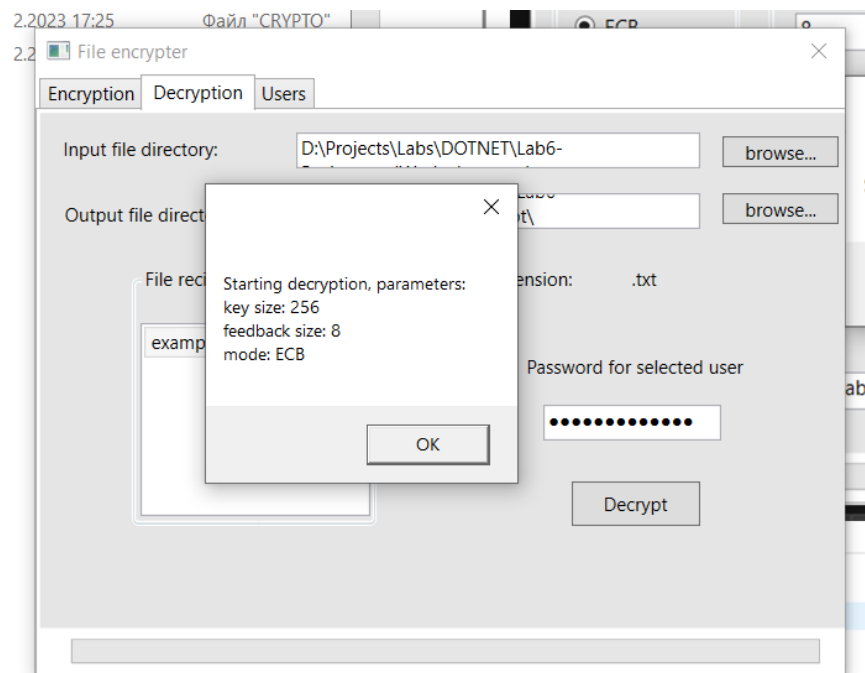 2.2023 17:25 Файл "CRYPTO"
ECB
2.2
File encrypter
Encryption Decryption Users
Input file directory:
D:\Projects\Labs\DOTNET\Lab6-
browse...
Output file direct
browse...
Starting decryption, parameters:
key size: 256
feedback size: 8
mode: ECB
OK
File reci
ension: .txt
examp
Password for selected user
●●●●●●●●●●●●●
Decrypt
ab